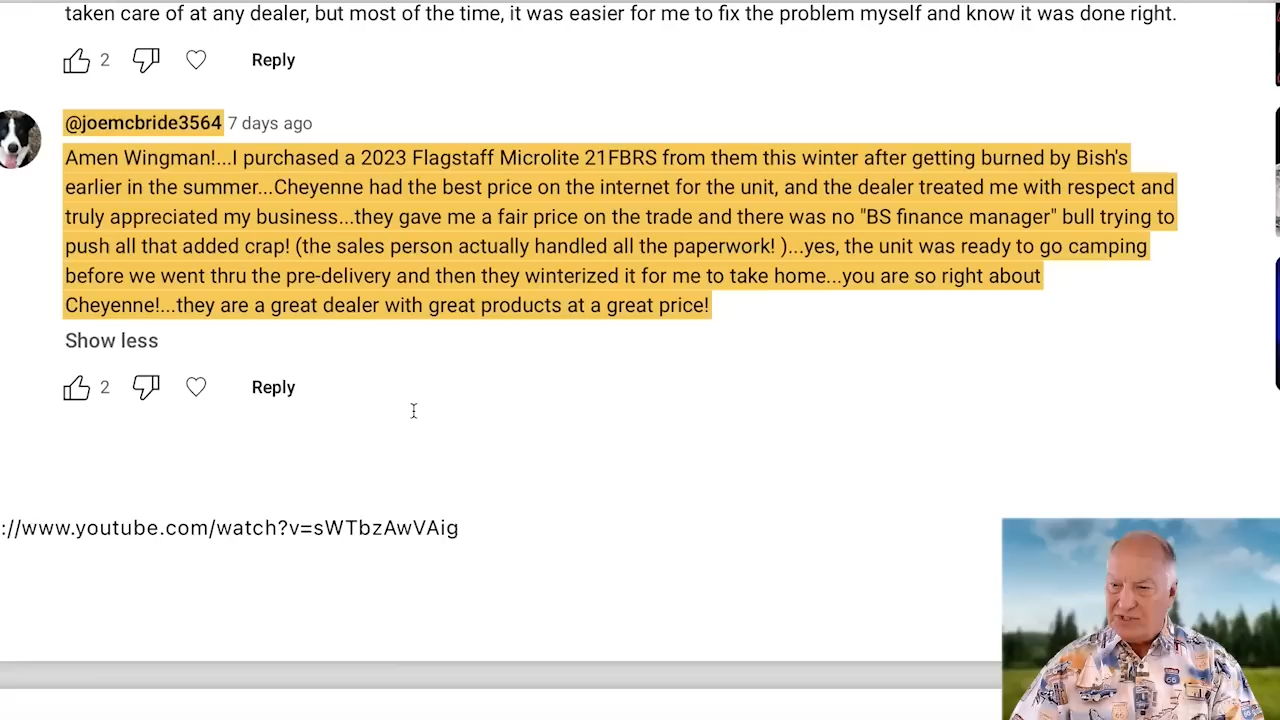 taken care of at any dealer, but most of the time, it was easier for me to fix the problem myself and know it was done right.
2
Reply
@joemcbride3564 7 days ago
Amen Wingman!...I purchased a 2023 Flagstaff Microlite 21FBRS from them this winter after getting burned by Bish's
earlier in the summer...Cheyenne had the best price on the internet for the unit, and the dealer treated me with respect and
truly appreciated my business...they gave me a fair price on the trade and there was no "BS finance manager" bull trying to
push all that added crap! (the sales person actually handled all the paperwork! )...yes, the unit was ready to go camping
before we went thru the pre-delivery and then they winterized it for me to take home...you are so right about
Cheyenne!...they are a great dealer with great products at a great price!
Show less
2
Reply
://www.youtube.com/watch?v=sWTbzAwVAig